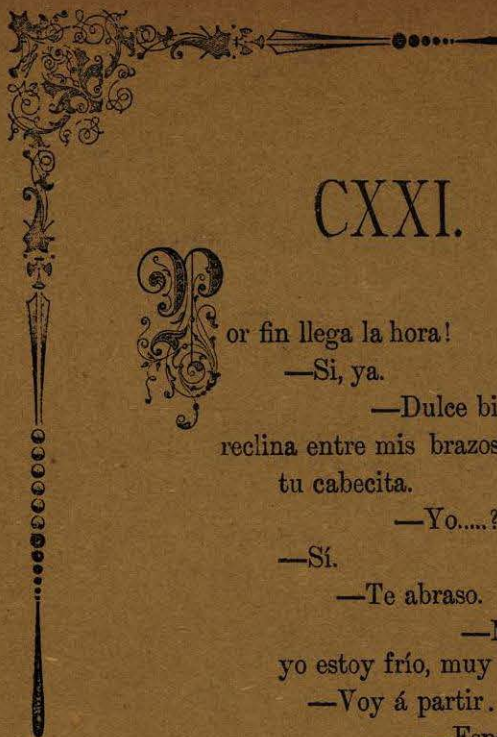 CXXI.
Por fin llega la hora!
—Si, ya.
—Dulce bi
reclina entre mis brazos
tu cabecita.
—Yo.....?
—Sí.
—Te abraso.
yo estoy frío, muy
—Voy á partir.